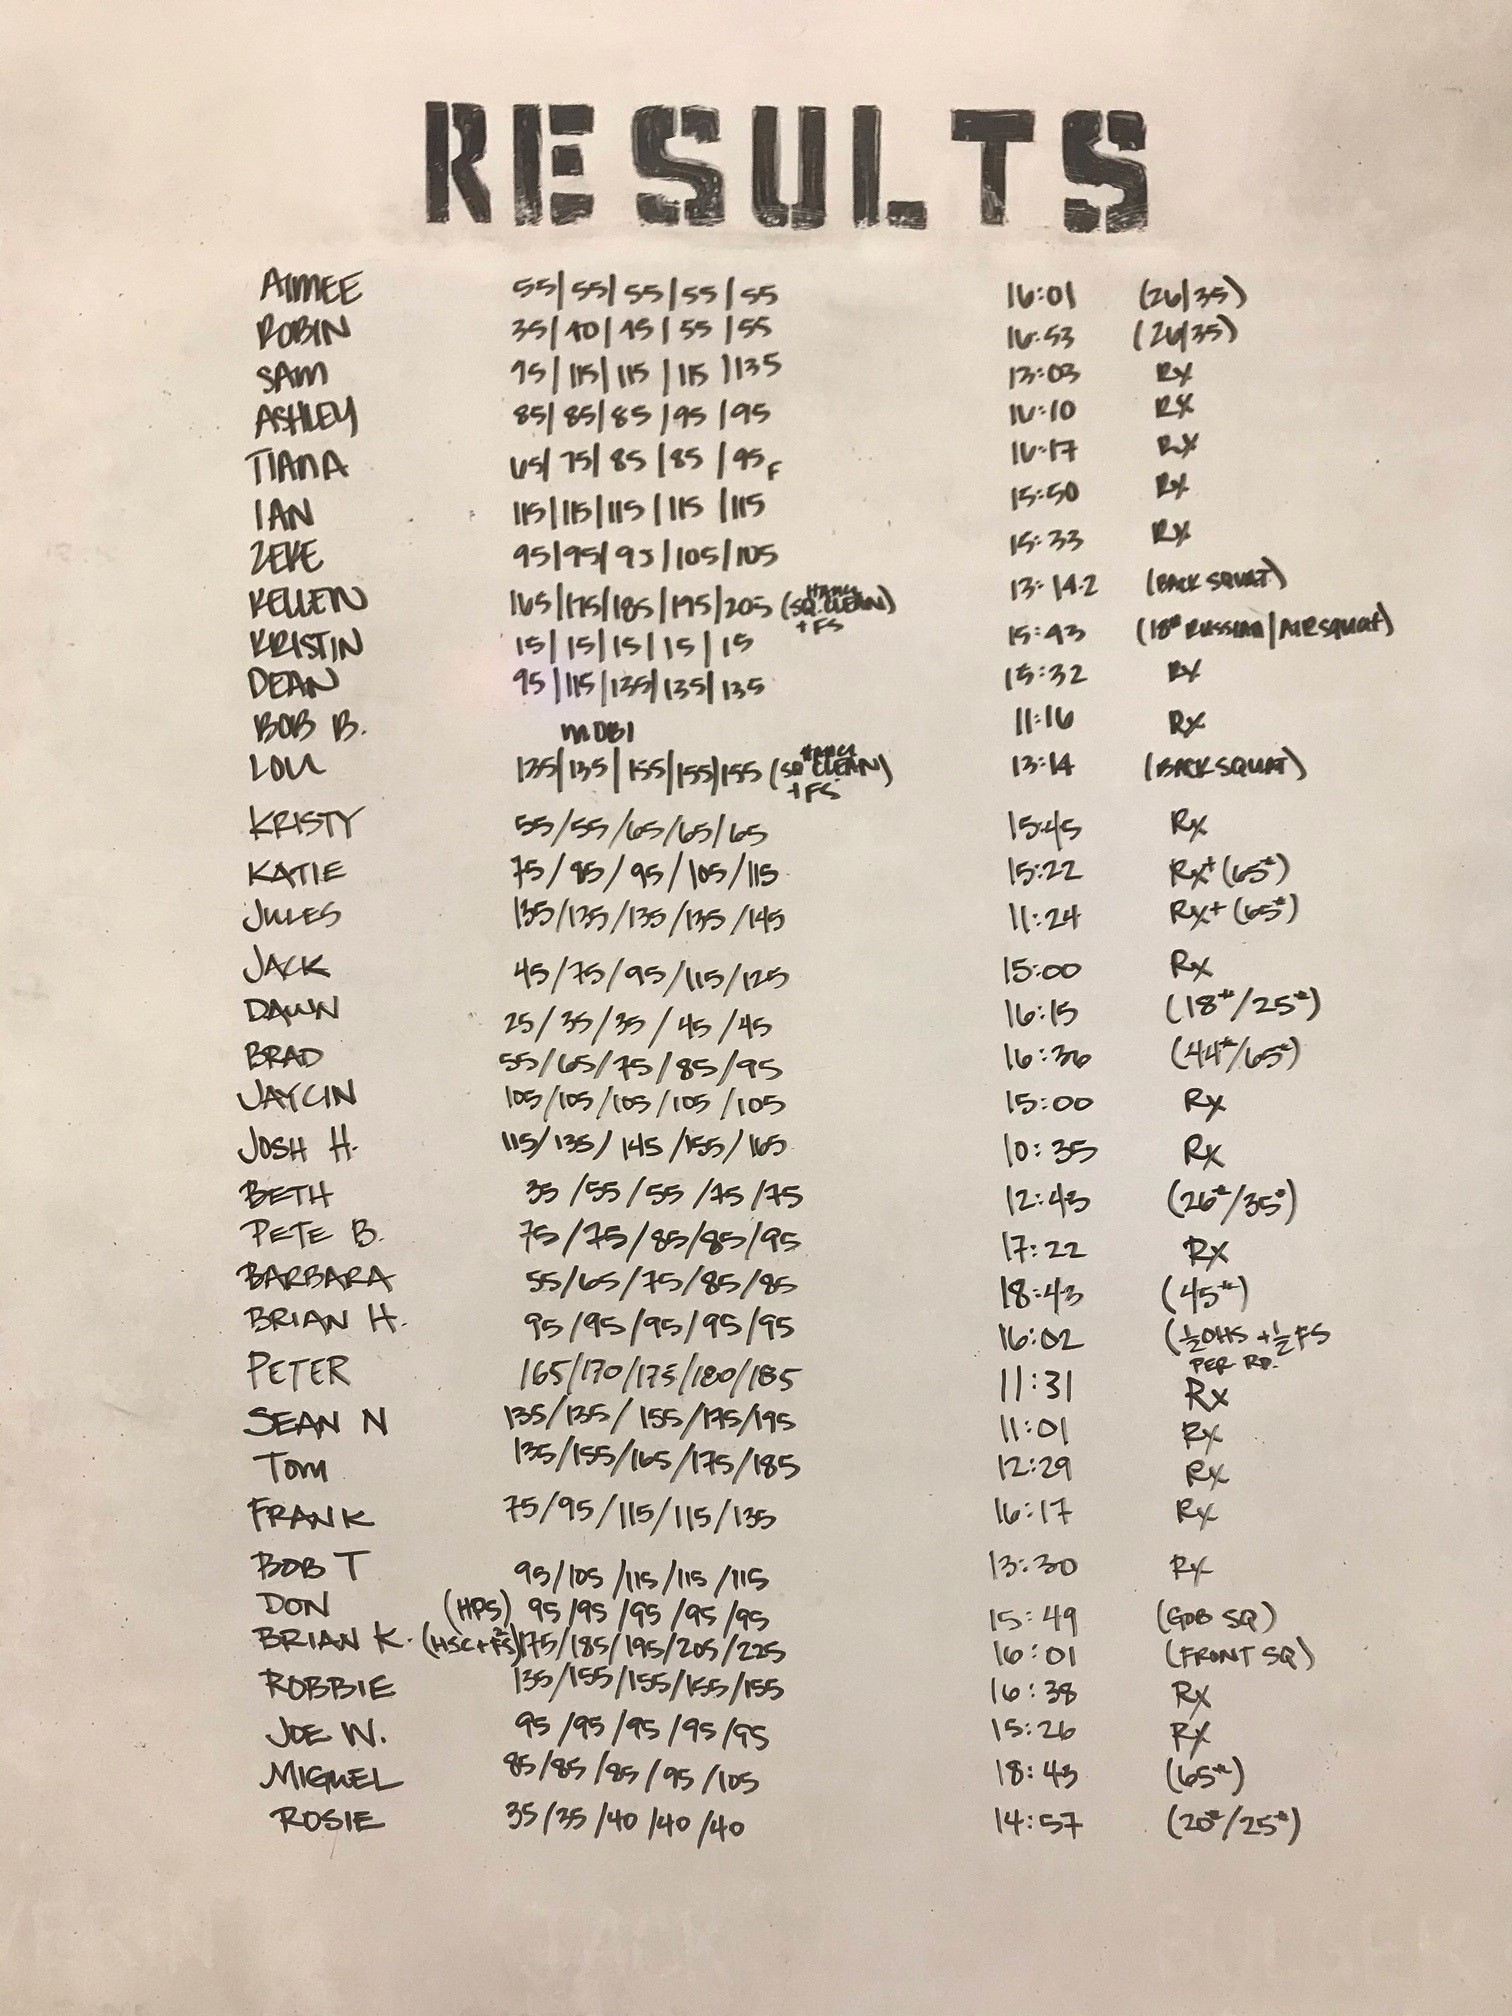 RESULTS
AIMEE 55|55|55|55|55 16:01 (26|35)
ROBIN 35|40|45|55|55 16:53 (26|35)
SAM 95|115|115|115|135 13:03 Rx
ASHLEY 85|85|85|95|95 16:10 RX
TIANA 65|75|85|85|95F 16:17 RX
IAN 115|115|115|115|115 15:50 Rx
ZEKE 95|95|95|105|105 15:33 RX
KELLEN 165|175|185|195|205 (HANG SQ. CLEAN) + FS 13:14.2 (BACK SQUAT)
KRISTIN 15|15|15|15|15 15:43 (18# RUSSIAN|AIRSQUAT)
DEAN 95|115|135|135|135 15:32 RX
BOB B. MOBI 11:16 Rx
LOU 135|135|155|155|155 (HANG SQ CLEAN) + FS 13:14 (BACK SQUAT)
KRISTY 55/55/65/65/65 15:45 Rx
KATIE 75/85/95/105/115 15:22 Rx+ (65#)
JULES 135/135/135/135/145 11:24 Rx+ (65#)
JACK 45/75/95/115/125 15:00 Rx
DAWN 25/35/35/45/45 16:15 (18#/25#)
BRAD 55/65/75/85/95 16:36 (44#/65#)
JAYCIN 105/105/105/105/105 15:00 Rx
JOSH H. 115/135/145/155/165 10:35 Rx
BETH 35/55/55/75/75 12:43 (26#/35#)
PETE B. 75/75/85/85/95 17:22 Rx
BARBARA 55/65/75/85/85 18:43 (45#)
BRIAN H. 95/95/95/95/95 16:02 (½OHS + ½FS
PER RD.
PETER 165/170/175/180/185 11:31 Rx
SEAN N 135/135/155/175/195 11:01 Rx
TOM 135/155/165/175/185 12:29 Rx
FRANK 75/95/115/115/135 16:17 Rx
BOB T 95/105/115/115/115 13:30 Rx
DON (HPS) 95/95/95/95/95 15:49 (GOB SQ)
BRIAN K. (HSC+FS) 175/185/195/205/225 16:01 (FRONT SQ)
ROBBIE 135/155/155/155/155 16:38 Rx
JOE W. 95/95/95/95/95 15:26 Rx
MIGUEL 85/85/85/95/105 18:43 (65#)
ROSIE 35/35/40/40/40 14:57 (20#/25#)